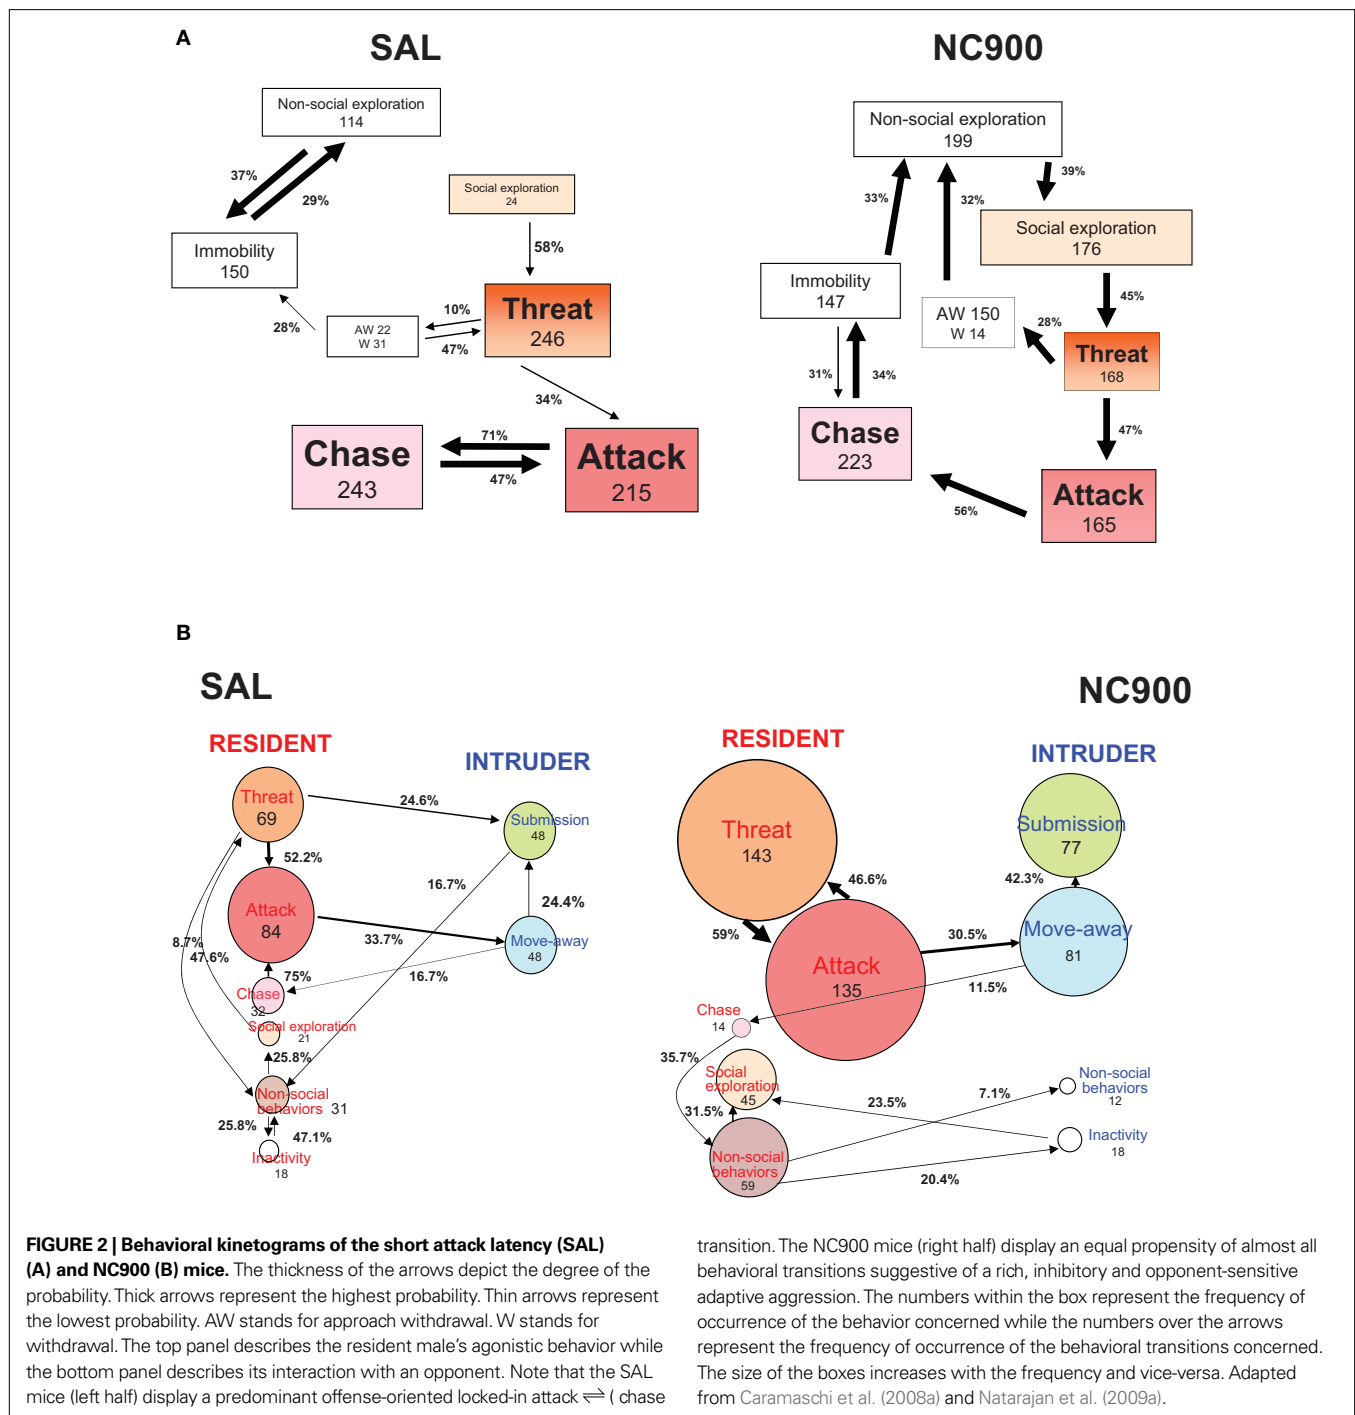 A
SAL
NC900
Non-social exploration
114
37%
29%
Social exploration
24
58%
Immobility
150
28%
AW 22
W 31
10%
47%
Threat
246
34%
Chase
243
71%
47%
Attack
215
Non-social exploration
199
33%
32%
39%
Social exploration
176
Immobility
147
AW 150
W 14
45%
28%
Threat
168
31%
34%
47%
Chase
223
56%
Attack
165
B
SAL
RESIDENT
INTRUDER
Threat
69
24.6%
Submission
48
52.2%
16.7%
Attack
84
24.4%
33.7%
Move-away
48
8.7%
47.6%
75%
16.7%
Chase
32
Social exploration
21
25.8%
Non-social
behaviors 31
25.8%
47.1%
Inactivity
18
NC900
RESIDENT
INTRUDER
Threat
143
Submission
77
46.6%
42.3%
59%
30.5%
Move-away
81
Attack
135
11.5%
Chase
14
35.7%
Social
exploration
45
31.5%
Non-social
behaviors
59
23.5%
7.1%
Non-social
behaviors
12
Inactivity
18
20.4%
FIGURE 2 | Behavioral kinetograms of the short attack latency (SAL)
(A) and NC900 (B) mice. The thickness of the arrows depict the degree of the
probability. Thick arrows represent the highest probability. Thin arrows represent
the lowest probability. AW stands for approach withdrawal. W stands for
withdrawal. The top panel describes the resident male's agonistic behavior while
the bottom panel describes its interaction with an opponent. Note that the SAL
mice (left half) display a predominant offense-oriented locked-in attack ⇌ ( chase
transition. The NC900 mice (right half) display an equal propensity of almost all
behavioral transitions suggestive of a rich, inhibitory and opponent-sensitive
adaptive aggression. The numbers within the box represent the frequency of
occurrence of the behavior concerned while the numbers over the arrows
represent the frequency of occurrence of the behavioral transitions concerned.
The size of the boxes increases with the frequency and vice-versa. Adapted
from Caramaschi et al. (2008a) and Natarajan et al. (2009a).